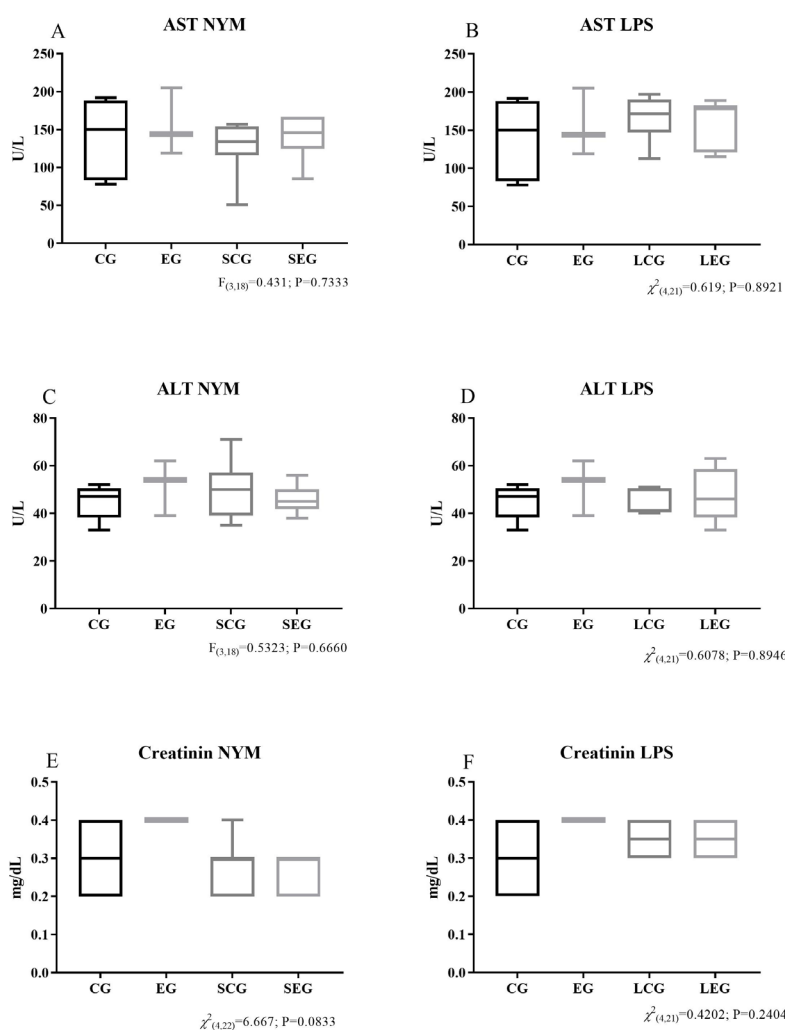 A
AST NYM
250
200
150
100
50
0
U/L
CG EG SCG SEG
F(3,18)=0.431; P=0.7333
B
AST LPS
250
200
150
100
50
0
U/L
CG EG LCG LEG
χ²(4,21)=0.619; P=0.8921
C
ALT NYM
80
60
40
20
0
U/L
CG EG SCG SEG
F(3,18)=0.5323; P=0.6660
D
ALT LPS
80
60
40
20
0
U/L
CG EG LCG LEG
χ²(4,21)=0.6078; P=0.8946
E
Creatinin NYM
0.5
0.4
0.3
0.2
0.1
0.0
mg/dL
CG EG SCG SEG
χ²(4,22)=6.667; P=0.0833
F
Creatinin LPS
0.5
0.4
0.3
0.2
0.1
0.0
mg/dL
CG EG LCG LEG
χ²(4,21)=0.4202; P=0.2404